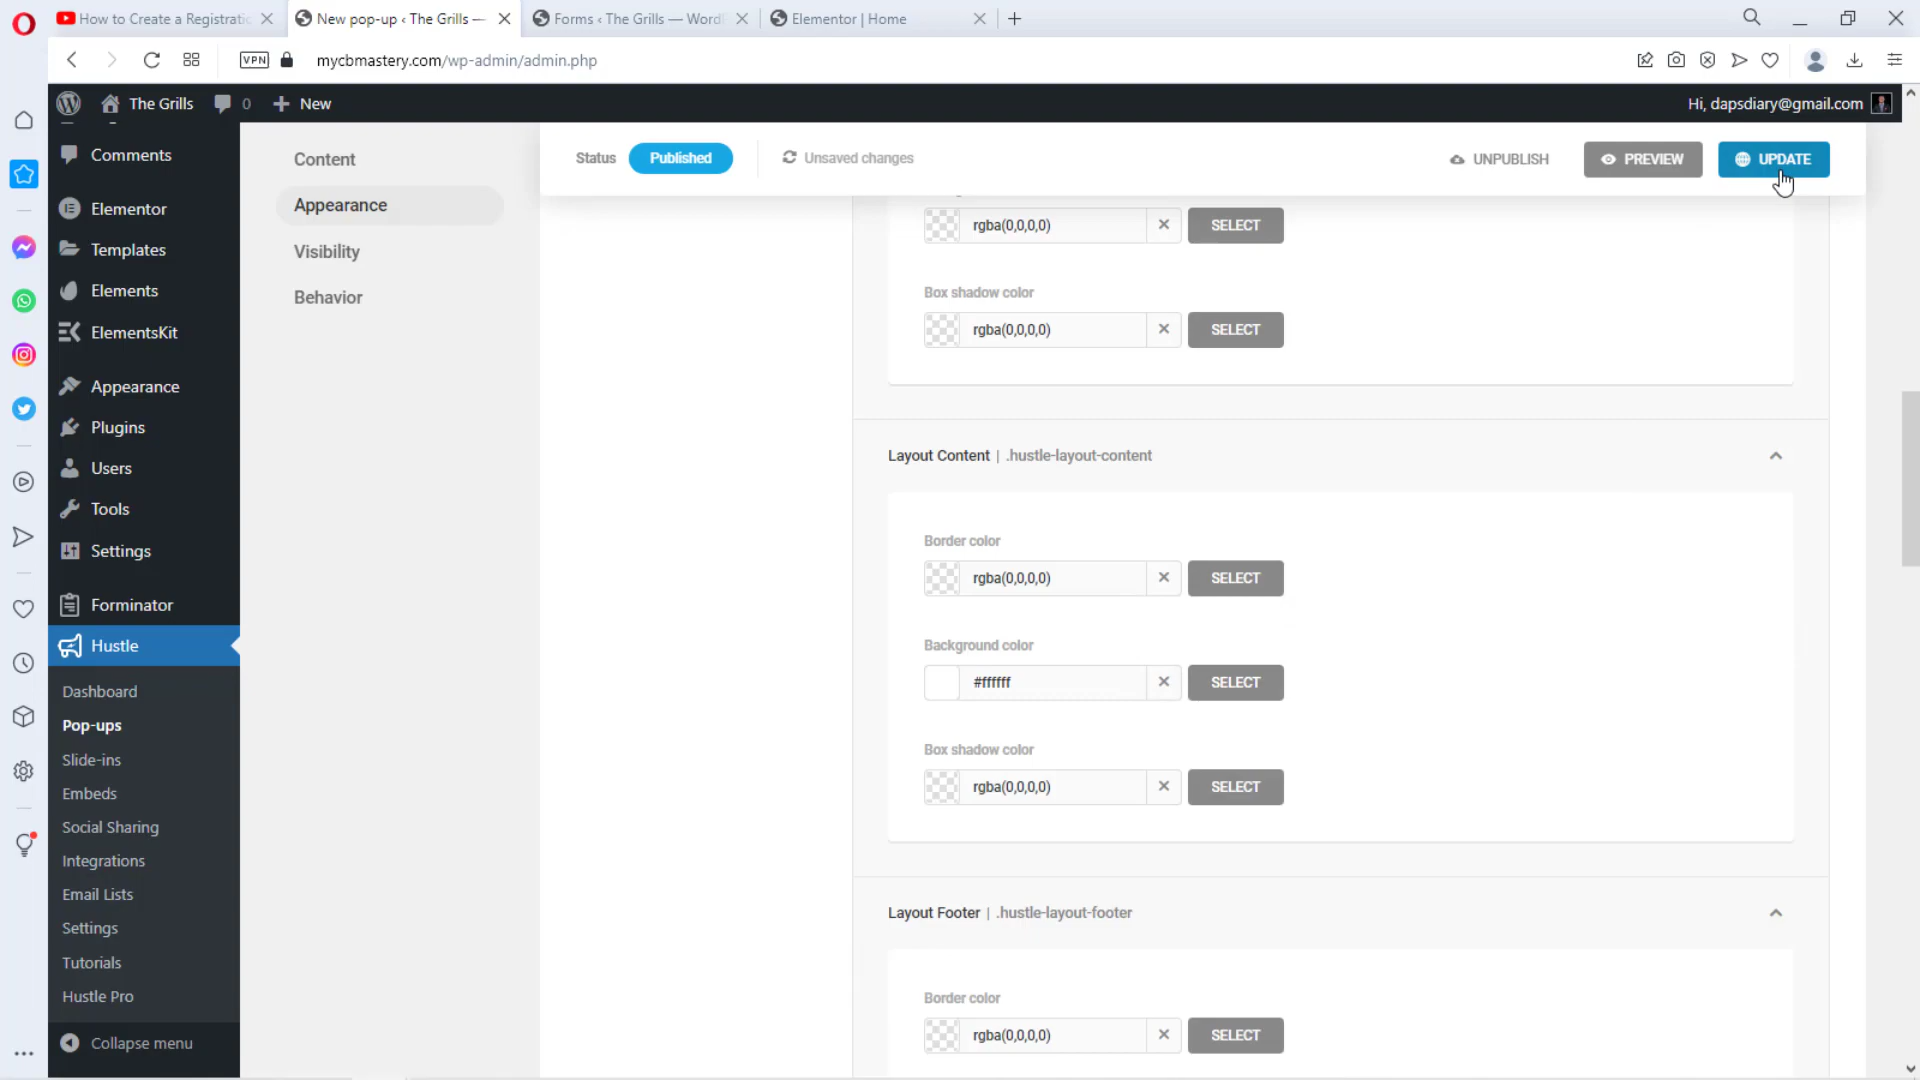 How to Create a Registratio
New pop-up ‹ The Grills —
Forms ‹ The Grills — Word
Elementor | Home
VPN
mycbmastery.com/wp-admin/admin.php
The Grills
0
New
Hi, dapsdiary@gmail.com
Comments
Elementor
Templates
Elements
ElementsKit
Appearance
Plugins
Users
Tools
Settings
Forminator
Hustle
Dashboard
Pop-ups
Slide-ins
Embeds
Social Sharing
Integrations
Email Lists
Settings
Tutorials
Hustle Pro
Collapse menu
Content
Appearance
Visibility
Behavior
Status
Published
Unsaved changes
UNPUBLISH
PREVIEW
UPDATE
rgba(0,0,0,0)
SELECT
Box shadow color
rgba(0,0,0,0)
SELECT
Layout Content | .hustle-layout-content
Border color
rgba(0,0,0,0)
SELECT
Background color
#ffffff
SELECT
Box shadow color
rgba(0,0,0,0)
SELECT
Layout Footer | .hustle-layout-footer
Border color
rgba(0,0,0,0)
SELECT